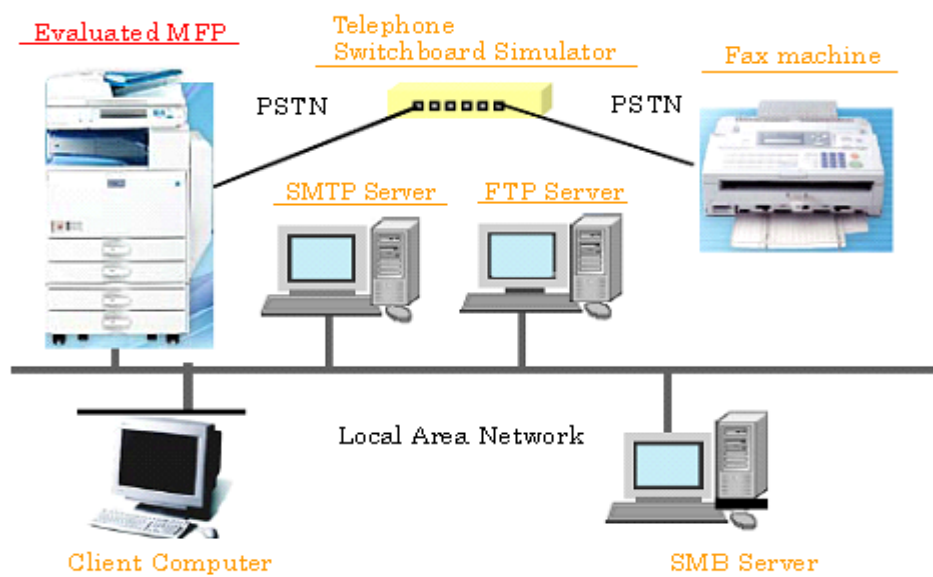 Evaluated MFP
Telephone
Switchboard Simulator
Fax machine
PSTN
PSTN
SMTP Server
FTP Server
Local Area Network
Client Computer
SMB Server